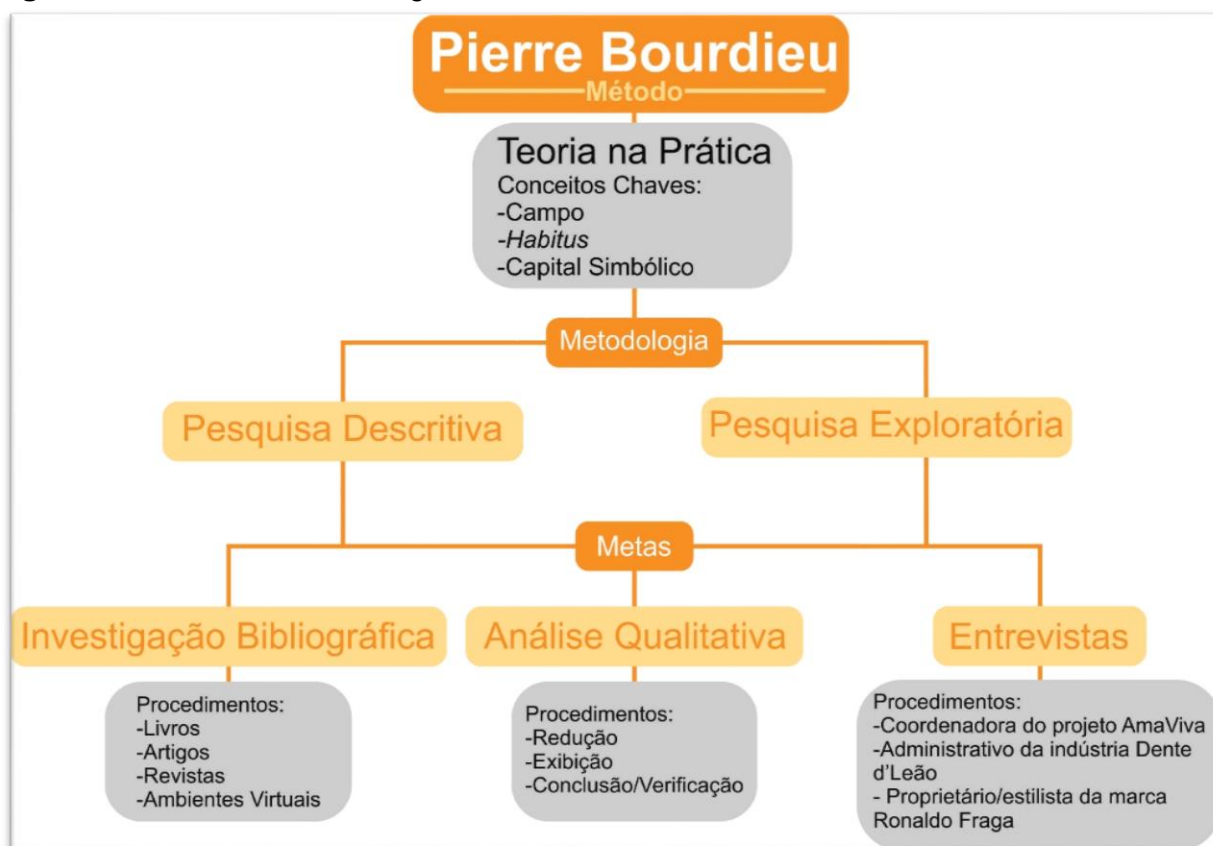 Pierre Bourdieu
Método
Teoria na Prática
Conceitos Chaves:
-Campo
-Habitus
-Capital Simbólico
Metodologia
Pesquisa Descritiva
Pesquisa Exploratória
Metas
Investigação Bibliográfica
Análise Qualitativa
Entrevistas
Procedimentos:
-Livros
-Artigos
-Revistas
-Ambientes Virtuais
Procedimentos:
-Redução
-Exibição
-Conclusão/Verificação
Procedimentos:
-Coordenadora do projeto AmaViva
-Administrativo da indústria Dente
d'Leão
- Proprietário/estilista da marca
Ronaldo Fraga